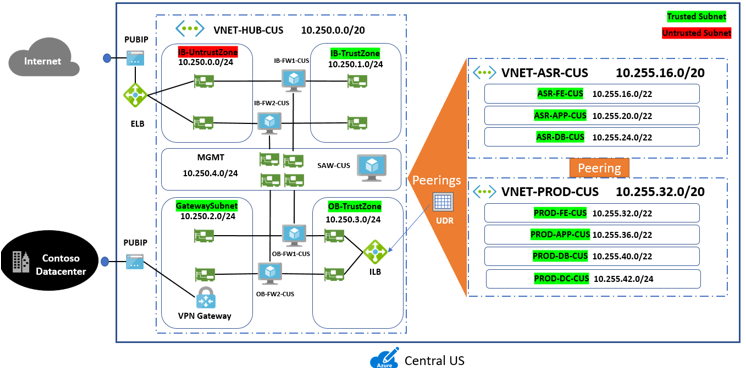 Trusted Subnet
Untrusted Subnet
VNET-HUB-CUS 10.250.0.0/20
PUBIP
Internet
ELB
IB-UntrustZone
10.250.0.0/24
IB-FW1-CUS
IB-TrustZone
10.250.1.0/24
IB-FW2-CUS
MGMT
10.250.4.0/24
SAW-CUS
GatewaySubnet
10.250.2.0/24
OB-TrustZone
10.250.3.0/24
OB-FW1-CUS
OB-FW2-CUS
ILB
VPN Gateway
PUBIP
Contoso
Datacenter
Peerings
UDR
VNET-ASR-CUS 10.255.16.0/20
ASR-FE-CUS 10.255.16.0/22
ASR-APP-CUS 10.255.20.0/22
ASR-DB-CUS 10.255.24.0/22
Peering
VNET-PROD-CUS 10.255.32.0/20
PROD-FE-CUS 10.255.32.0/22
PROD-APP-CUS 10.255.36.0/22
PROD-DB-CUS 10.255.40.0/22
PROD-DC-CUS 10.255.42.0/24
Azure
Central US